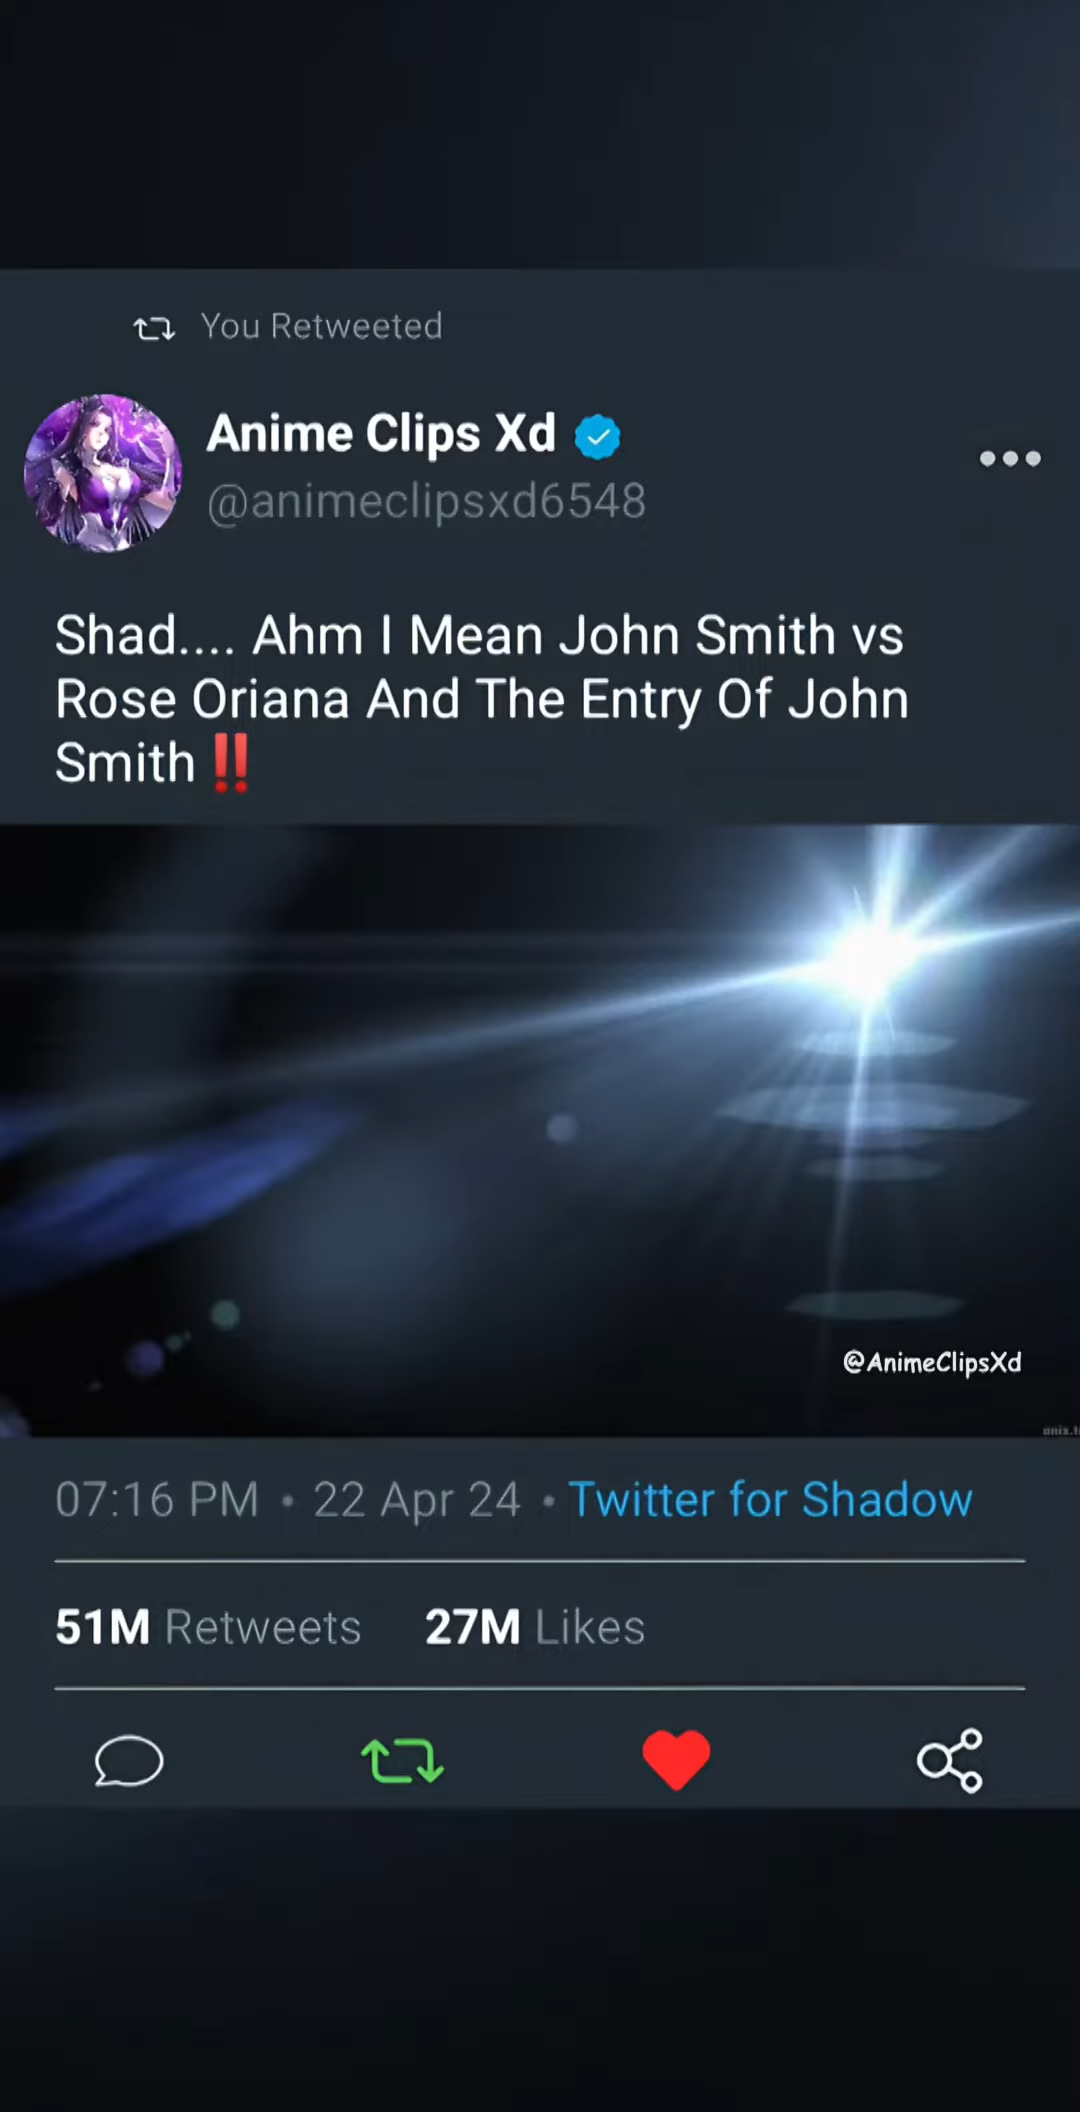 You Retweeted
Anime Clips Xd
@animeclipsxd6548
Shad.... Ahm I Mean John Smith vs
Rose Oriana And The Entry Of John
Smith‼️
@AnimeClipsXd
07:16 PM • 22 Apr 24 • Twitter for Shadow
51M Retweets 27M Likes